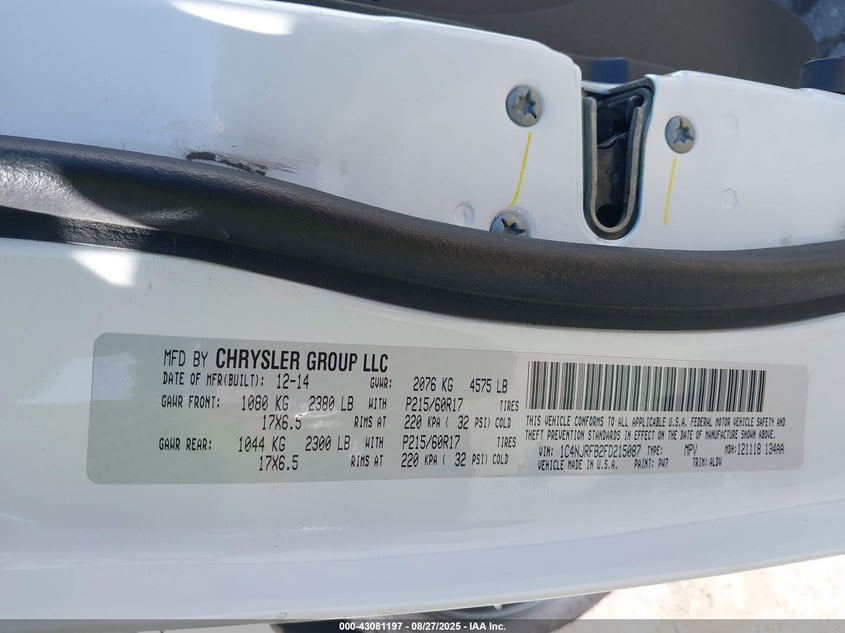 MFD BY CHRYSLER GROUP LLC
DATE OF MFR(BUILT): 12-14 GVWR: 2076 KG 4575 LB
GAWR FRONT: 1080 KG 2380 LB WITH P215/60R17 TIRES
17X6.5 RIMS AT 220 KPA ( 32 PSI) COLD
GAWR REAR: 1044 KG 2300 LB WITH P215/60R17 TIRES
17X6.5 RIMS AT 220 KPA ( 32 PSI) COLD
THIS VEHICLE CONFORMS TO ALL APPLICABLE U.S.A. FEDERAL MOTOR VEHICLE SAFETY, BUMPER, AND
THEFT PREVENTION STANDARDS IN EFFECT ON THE DATE OF MANUFACTURE SHOWN ABOVE.
VIN: 1C4NJRFB2FD215087 TYPE: MPV MDH: 121118 134AA
VEHICLE MADE IN U.S.A. PAINT: PW7 TRIM: ALDV
000-43081197 - 08/27/2025 - IAA Inc.